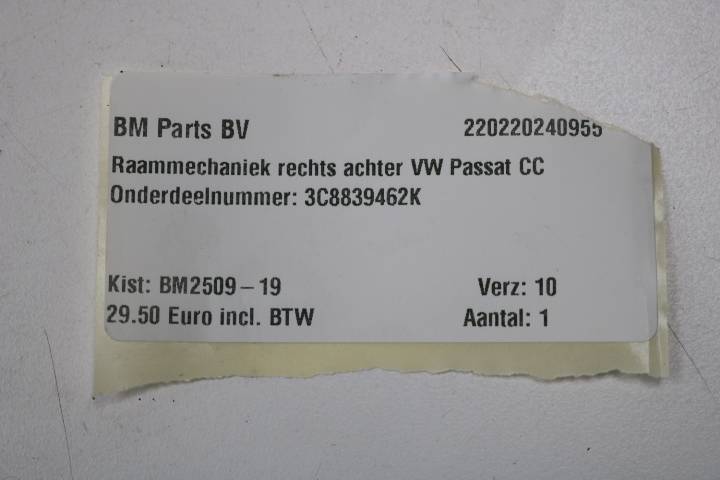 BM Parts BV 220220240955
Raammechaniek rechts achter VW Passat CC
Onderdeelnummer: 3C8839462K
Kist: BM2509-19 Verz: 10
29.50 Euro incl. BTW Aantal: 1